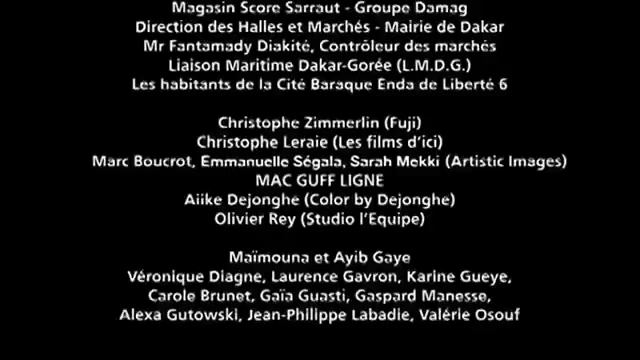 Magasin Score Sarraut - Groupe Damag
Direction des Halles et Marchés - Mairie de Dakar
Mr Fantamady Diakité, Contrôleur des marchés
Liaison Maritime Dakar-Gorée (L.M.D.G.)
Les habitants de la Cité Baraque Enda de Liberté 6
Christophe Zimmerlin (Fuji)
Christophe Leraie (Les films d'ici)
Marc Boucrot, Emmanuelle Ségala, Sarah Mekki (Artistic Images)
MAC GUFF LIGNE
Aiike Dejonghe (Color by Dejonghe)
Olivier Rey (Studio l'Equipe)
Maïmouna et Ayib Gaye
Véronique Diagne, Laurence Gavron, Karine Gueye,
Carole Brunet, Gaïa Guasti, Gaspard Manesse,
Alexa Gutowski, Jean-Philippe Labadie, Valérie Osouf